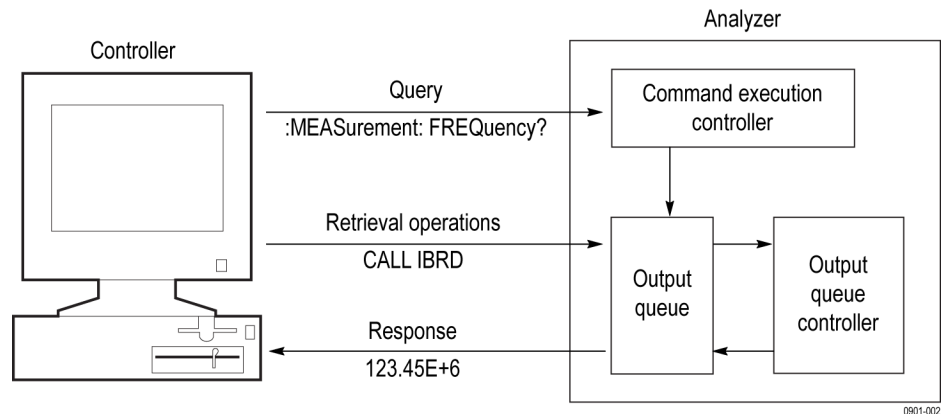 Analyzer
Controller
Query
:MEASurement: FREQuency?
Command execution
controller
Retrieval operations
CALL IBRD
Output
queue
Output
queue
controller
Response
123.45E+6
0901-002